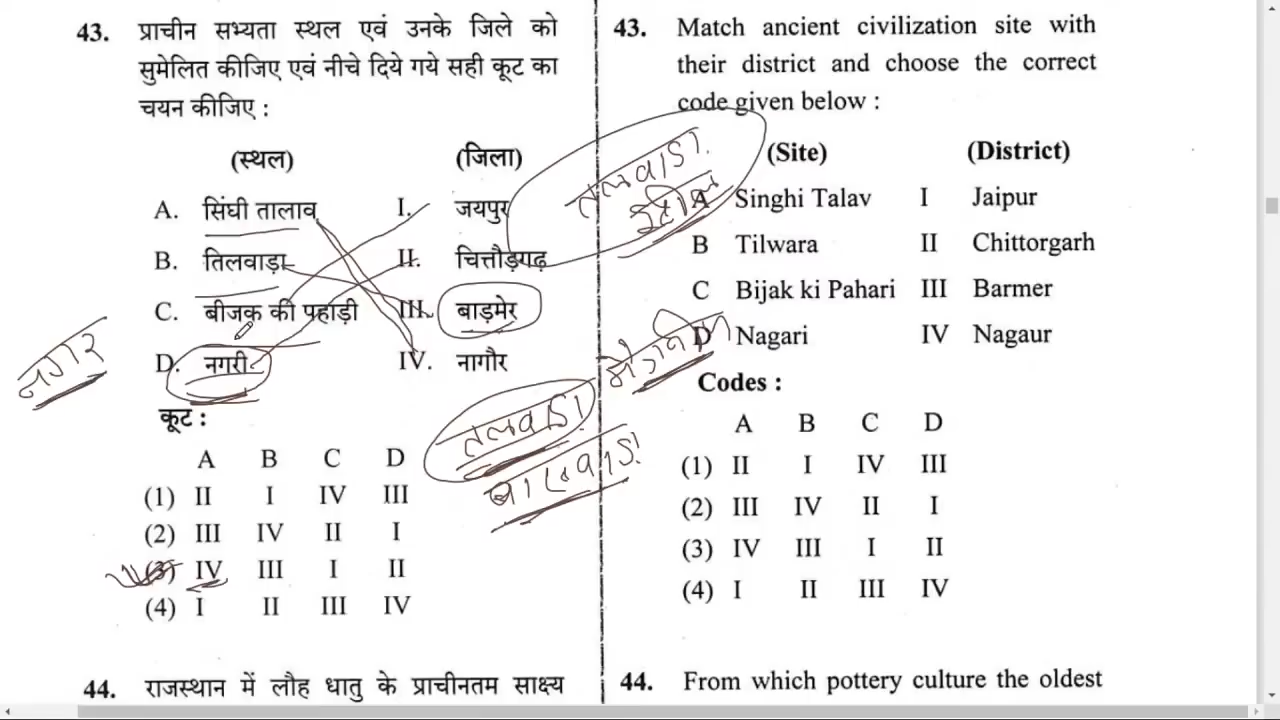 43. प्राचीन सभ्यता स्थल एवं उनके जिले को
सुमेलित कीजिए एवं नीचे दिये गये सही कूट का
चयन कीजिए :
(स्थल) (जिला)
A. सिंघी तालाव I. जयपुर
B. तिलवाड़ा II. चित्तौड़गढ़
C. बीजक की पहाड़ी III. बाड़मेर
D. नगरी IV. नागौर
कूट :
A B C D
(1) II I IV III
(2) III IV II I
(3) IV III I II
(4) I II III IV
44. राजस्थान में लौह धातु के प्राचीनतम साक्ष्य
नगर
तलवाडा
43. Match ancient civilization site with
their district and choose the correct
code given below :
(Site) (District)
A Singhi Talav I Jaipur
B Tilwara II Chittorgarh
C Bijak ki Pahari III Barmer
D Nagari IV Nagaur
Codes :
A B C D
(1) II I IV III
(2) III IV II I
(3) IV III I II
(4) I II III IV
44. From which pottery culture the oldest
तलवाडा